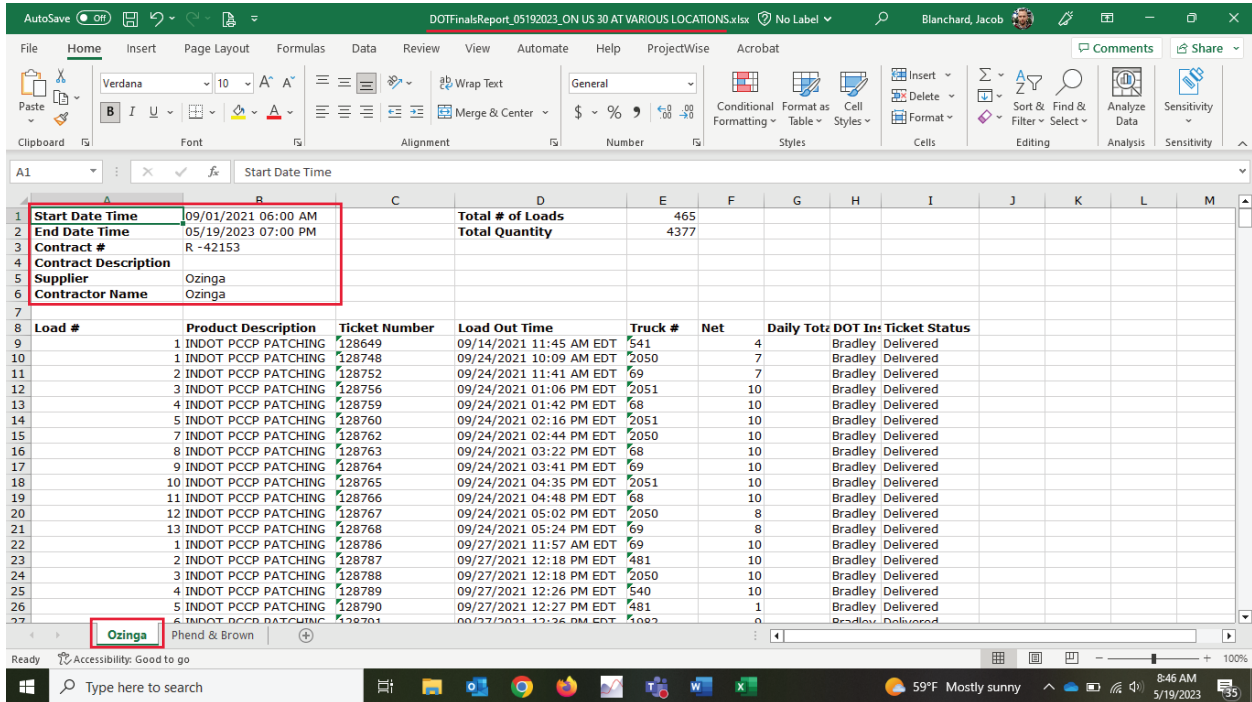 AutoSave Off DOTFinalsReport_05192023_ON US 30 AT VARIOUS LOCATIONS.xlsx No Label Blanchard, Jacob
File Home Insert Page Layout Formulas Data Review View Automate Help ProjectWise Acrobat Comments Share
Verdana 10 A A Wrap Text General Insert
Paste B I U A Merge & Center $ % Conditional Formatting Format as Table Cell Styles Delete Format Sort & Filter Find & Select Analyze Data Sensitivity
Clipboard Font Alignment Number Styles Cells Editing Analysis Sensitivity
A1 fx Start Date Time
A B C D E F G H I J K L M
1 Start Date Time 09/01/2021 06:00 AM Total # of Loads 465
2 End Date Time 05/19/2023 07:00 PM Total Quantity 4377
3 Contract # R -42153
4 Contract Description
5 Supplier Ozinga
6 Contractor Name Ozinga
7
8 Load # Product Description Ticket Number Load Out Time Truck # Net Daily Tota DOT Ins Ticket Status
9 1 INDOT PCCP PATCHING 128649 09/14/2021 11:45 AM EDT 541 4 Bradley Delivered
10 1 INDOT PCCP PATCHING 128748 09/24/2021 10:09 AM EDT 2050 7 Bradley Delivered
11 2 INDOT PCCP PATCHING 128752 09/24/2021 11:41 AM EDT 69 7 Bradley Delivered
12 3 INDOT PCCP PATCHING 128756 09/24/2021 01:06 PM EDT 2051 10 Bradley Delivered
13 4 INDOT PCCP PATCHING 128759 09/24/2021 01:42 PM EDT 68 10 Bradley Delivered
14 5 INDOT PCCP PATCHING 128760 09/24/2021 02:16 PM EDT 2051 10 Bradley Delivered
15 7 INDOT PCCP PATCHING 128762 09/24/2021 02:44 PM EDT 2050 10 Bradley Delivered
16 8 INDOT PCCP PATCHING 128763 09/24/2021 03:22 PM EDT 68 10 Bradley Delivered
17 9 INDOT PCCP PATCHING 128764 09/24/2021 03:41 PM EDT 69 10 Bradley Delivered
18 10 INDOT PCCP PATCHING 128765 09/24/2021 04:35 PM EDT 2051 10 Bradley Delivered
19 11 INDOT PCCP PATCHING 128766 09/24/2021 04:48 PM EDT 68 10 Bradley Delivered
20 12 INDOT PCCP PATCHING 128767 09/24/2021 05:02 PM EDT 2050 8 Bradley Delivered
21 13 INDOT PCCP PATCHING 128768 09/24/2021 05:24 PM EDT 69 8 Bradley Delivered
22 1 INDOT PCCP PATCHING 128786 09/27/2021 11:57 AM EDT 69 10 Bradley Delivered
23 2 INDOT PCCP PATCHING 128787 09/27/2021 12:18 PM EDT 481 10 Bradley Delivered
24 3 INDOT PCCP PATCHING 128788 09/27/2021 12:18 PM EDT 2050 10 Bradley Delivered
25 4 INDOT PCCP PATCHING 128789 09/27/2021 12:26 PM EDT 540 10 Bradley Delivered
26 5 INDOT PCCP PATCHING 128790 09/27/2021 12:27 PM EDT 481 1 Bradley Delivered
27 6 INDOT PCCP PATCHING 128791 09/27/2021 12:36 PM EDT 1982 9 Bradley Delivered
Ozinga Phend & Brown
Ready Accessibility: Good to go 100%
Type here to search 59°F Mostly sunny 8:46 AM
5/19/2023 35